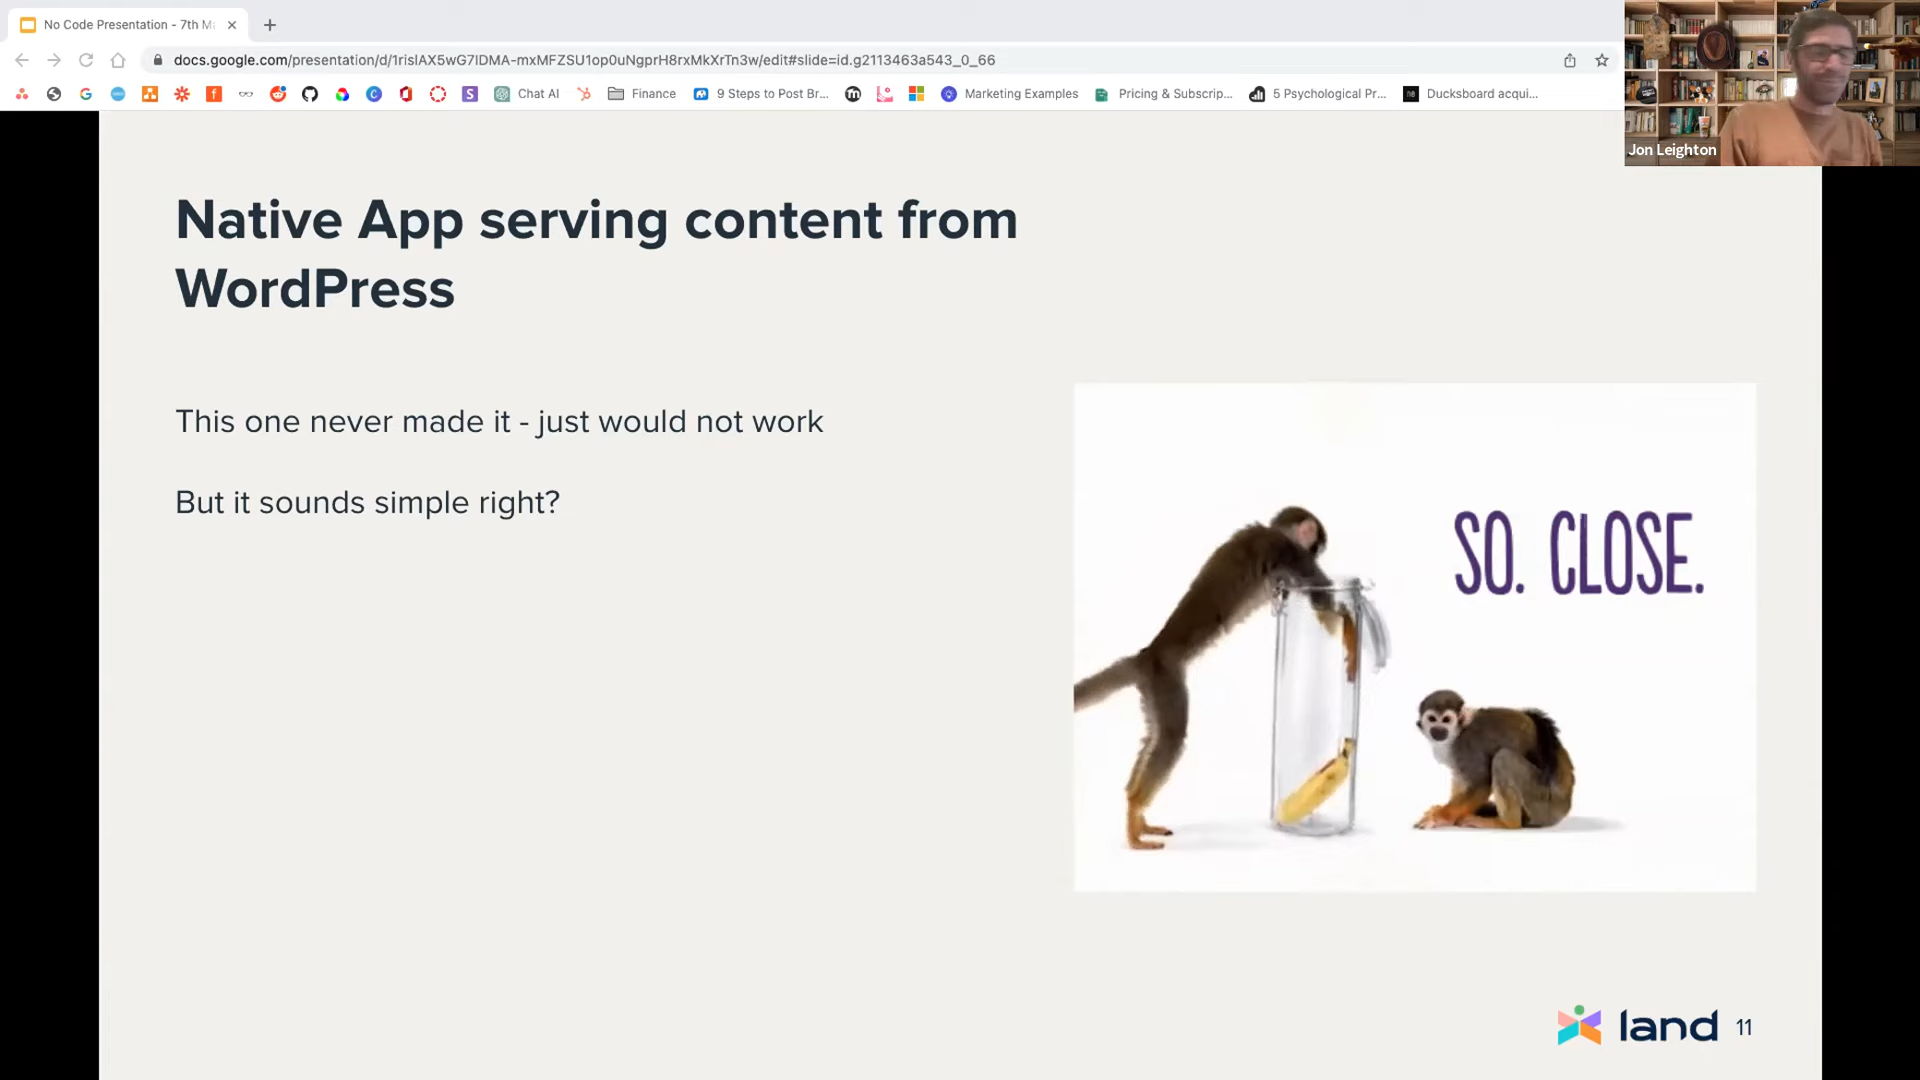 No Code Presentation - 7th M
docs.google.com/presentation/d/1rislAX5wG7IDMA-mxMFZSU1op0uNgprH8rxMkXrTn3w/edit#slide=id.g2113463a543_0_66
Chat AI
Finance
9 Steps to Post Br...
Marketing Examples
Pricing & Subscrip...
5 Psychological Pr...
Ducksboard acqui...
Jon Leighton
Native App serving content from
WordPress
This one never made it - just would not work
But it sounds simple right?
SO. CLOSE.
land 11